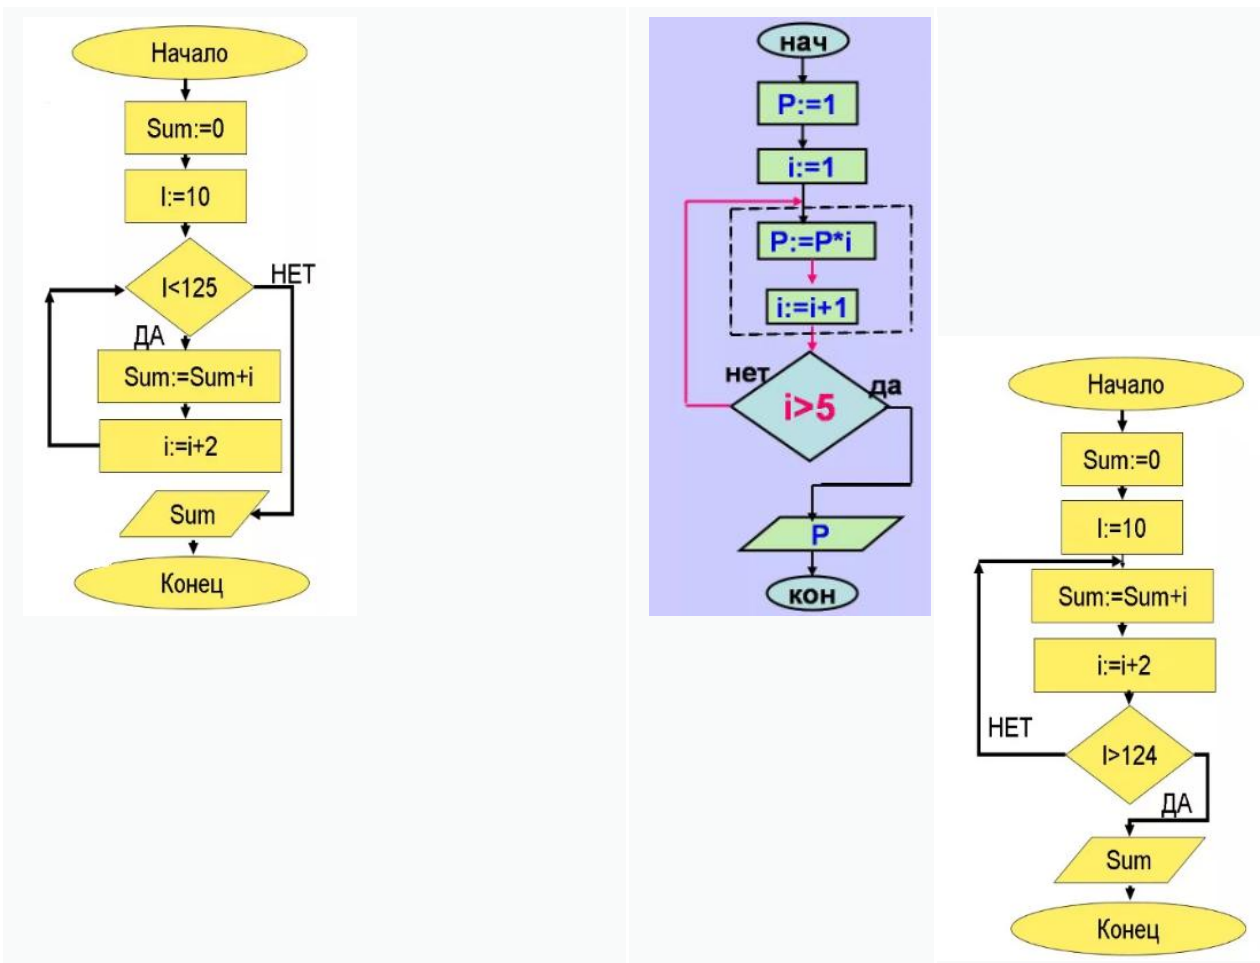 Начало
Sum:=0
I:=10
I<125
НЕТ
ДА
Sum:=Sum+i
i:=i+2
Sum
Конец
нач
P:=1
i:=1
P:=P*i
i:=i+1
нет
да
i>5
P
кон
Начало
Sum:=0
I:=10
Sum:=Sum+i
i:=i+2
НЕТ
I>124
ДА
Sum
Конец